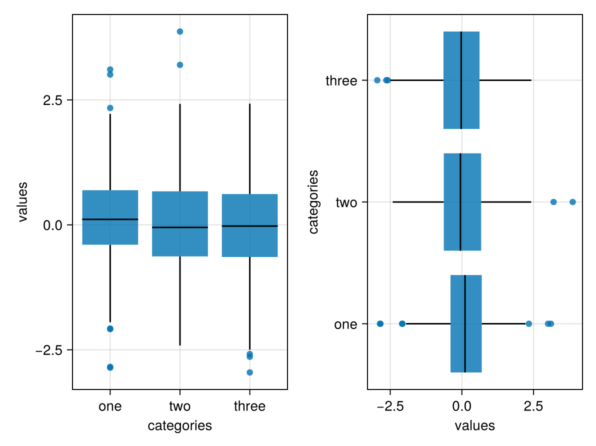 values
2.5
0.0
−2.5
one two three
categories
categories
three
two
one
−2.5 0.0 2.5
values